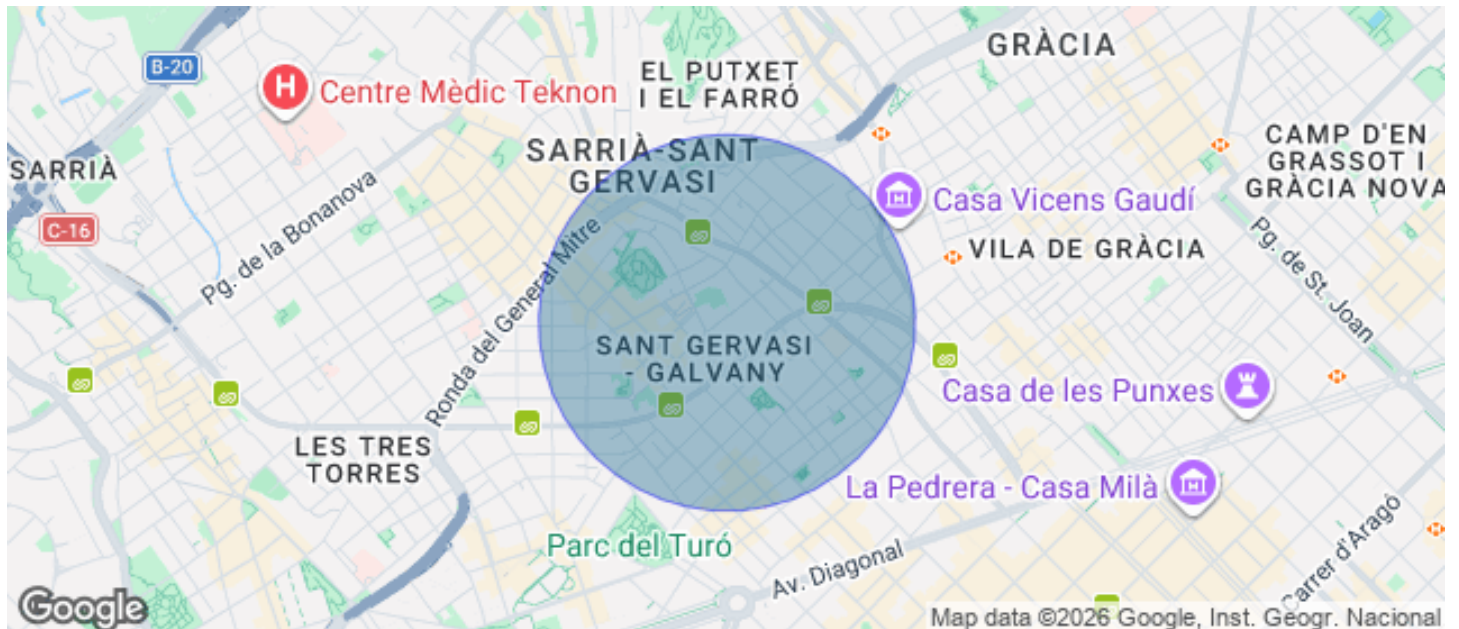 GRÀCIA
B-20
H
Centre Mèdic Teknon
EL PUTXET
I EL FARRÓ
CAMP D'EN
GRASSOT I
GRÀCIA NOVA
SARRIÀ
SARRIÀ-SANT
GERVASI
Casa Vicens Gaudí
C-16
Pg. de la Bonanova
Ronda del General Mitre
VILA DE GRÀCIA
Pg. de St. Joan
SANT GERVASI
- GALVANY
Casa de les Punxes
LES TRES
TORRES
La Pedrera - Casa Milà
Parc del Turó
Av. Diagonal
Carrer d'Aragó
Google
Map data ©2026 Google, Inst. Geogr. Nacional